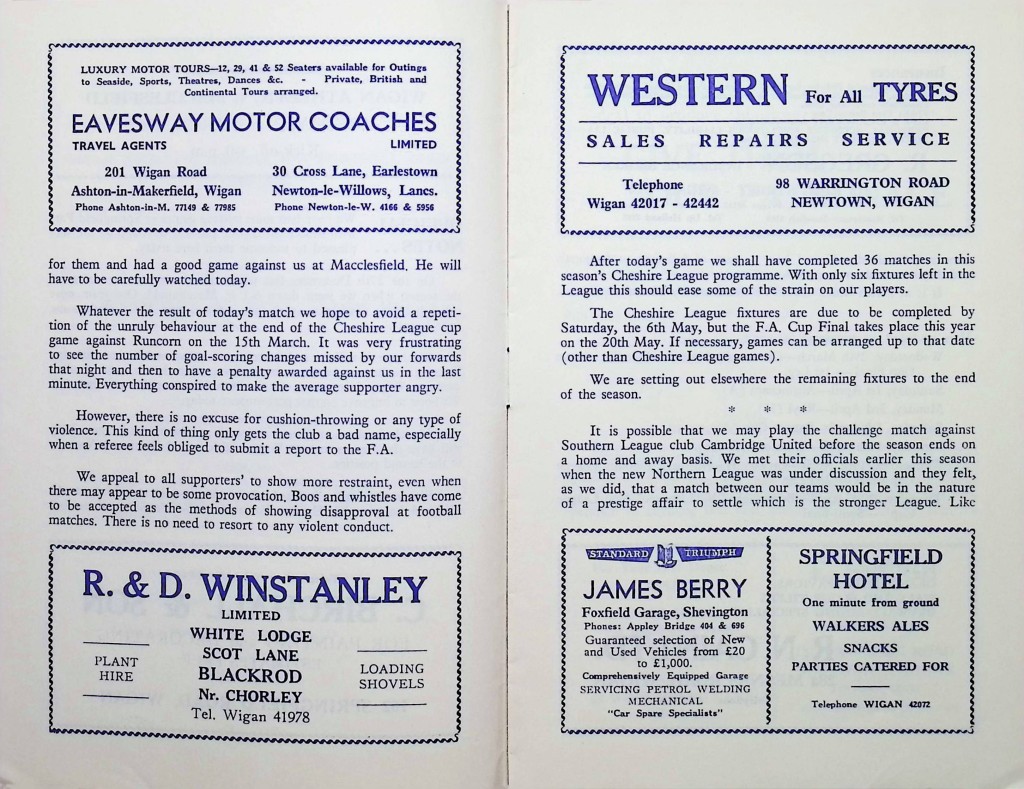 LUXURY MOTOR TOURS—12, 29, 41 & 52 Seaters available for Outings
to Seaside, Sports, Theatres, Dances &c. - Private, British and
Continental Tours arranged.
EAVESWAY MOTOR COACHES
TRAVEL AGENTS LIMITED
201 Wigan Road 30 Cross Lane, Earlestown
Ashton-in-Makerfield, Wigan Newton-le-Willows, Lancs.
Phone Ashton-in-M. 77149 & 77985 Phone Newton-le-W. 4166 & 5956
for them and had a good game against us at Macclesfield. He will
have to be carefully watched today.
Whatever the result of today's match we hope to avoid a repeti-
tion of the unruly behaviour at the end of the Cheshire League cup
game against Runcorn on the 15th March. It was very frustrating
to see the number of goal-scoring changes missed by our forwards
that night and then to have a penalty awarded against us in the last
minute. Everything conspired to make the average supporter angry.
However, there is no excuse for cushion-throwing or any type of
violence. This kind of thing only gets the club a bad name, especially
when a referee feels obliged to submit a report to the F.A.
We appeal to all supporters' to show more restraint, even when
there may appear to be some provocation. Boos and whistles have come
to be accepted as the methods of showing disapproval at football
matches. There is no need to resort to any violent conduct.
R. & D. WINSTANLEY
LIMITED
WHITE LODGE
SCOT LANE
BLACKROD
Nr. CHORLEY
Tel. Wigan 41978
PLANT
HIRE
LOADING
SHOVELS
WESTERN For All TYRES
SALES REPAIRS SERVICE
Telephone 98 WARRINGTON ROAD
Wigan 42017 - 42442 NEWTOWN, WIGAN
After today's game we shall have completed 36 matches in this
season's Cheshire League programme. With only six fixtures left in the
League this should ease some of the strain on our players.
The Cheshire League fixtures are due to be completed by
Saturday, the 6th May, but the F.A. Cup Final takes place this year
on the 20th May. If necessary, games can be arranged up to that date
(other than Cheshire League games).
We are setting out elsewhere the remaining fixtures to the end
of the season.
* * *
It is possible that we may play the challenge match against
Southern League club Cambridge United before the season ends on
a home and away basis. We met their officials earlier this season
when the new Northern League was under discussion and they felt,
as we did, that a match between our teams would be in the nature
of a prestige affair to settle which is the stronger League. Like
STANDARD TRIUMPH
JAMES BERRY
Foxfield Garage, Shevington
Phones: Appley Bridge 404 & 696
Guaranteed selection of New
and Used Vehicles from £20
to £1,000.
Comprehensively Equipped Garage
SERVICING PETROL WELDING
MECHANICAL
"Car Spare Specialists"
SPRINGFIELD
HOTEL
One minute from ground
WALKERS ALES
SNACKS
PARTIES CATERED FOR
Telephone WIGAN 42072